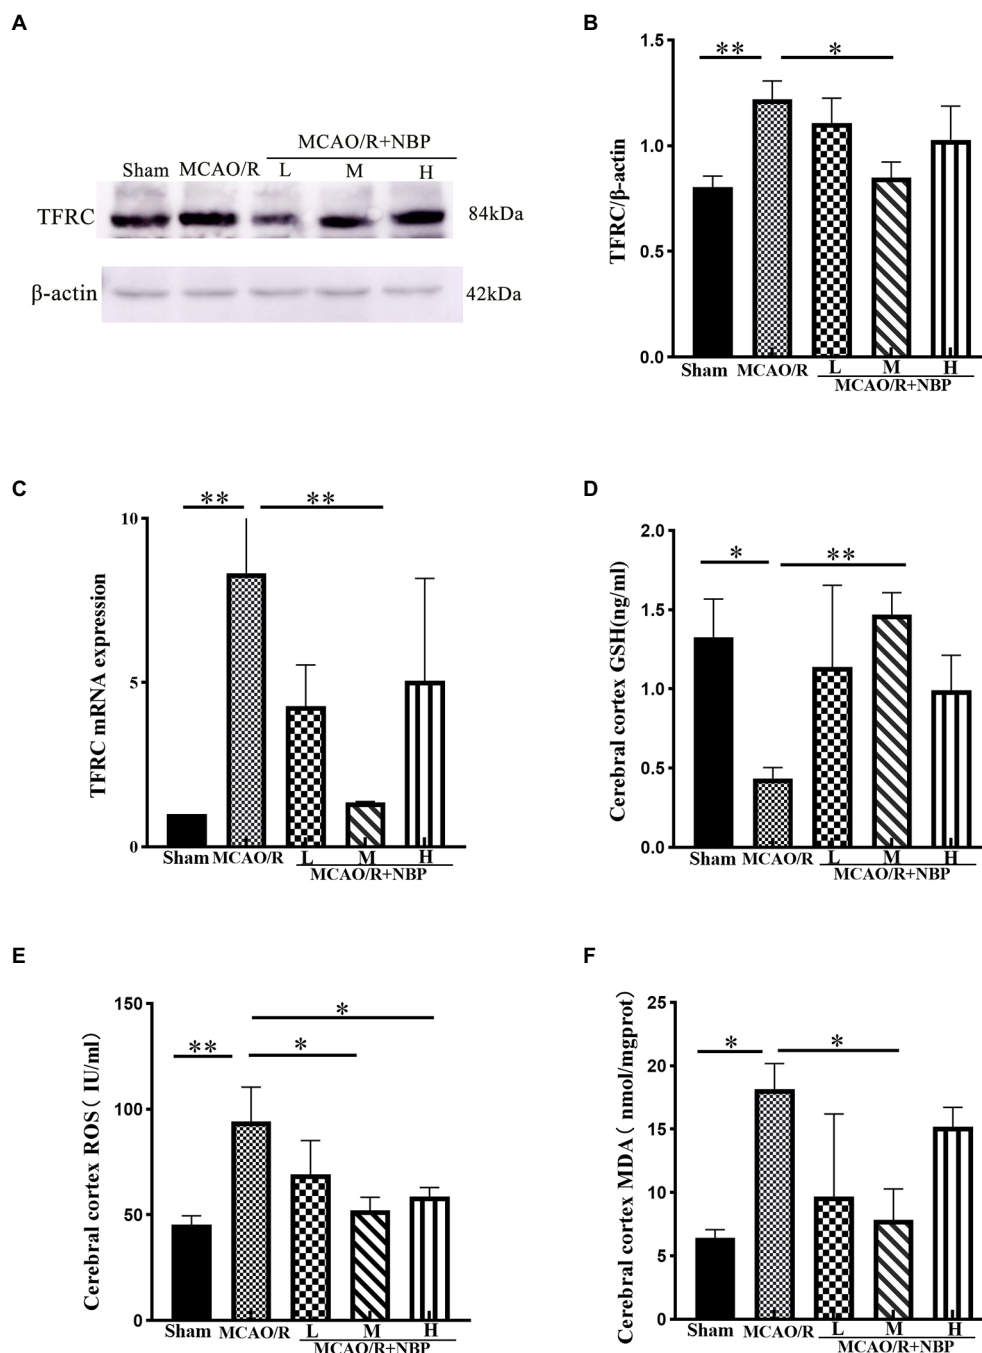 A
MCAO/R+NBP
Sham MCAO/R L M H
TFRC 84kDa
β-actin 42kDa
B
** *
1.5
1.0
0.5
0.0
TFRC/β-actin
Sham MCAO/R L M H
MCAO/R+NBP
C
** **
10
5
0
TFRC mRNA expression
Sham MCAO/R L M H
MCAO/R+NBP
D
* **
2.0
1.5
1.0
0.5
0.0
Cerebral cortex GSH(ng/ml)
Sham MCAO/R L M H
MCAO/R+NBP
E
*
** *
150
100
50
0
Cerebral cortex ROS( IU/ml)
Sham MCAO/R L M H
MCAO/R+NBP
F
* *
25
20
15
10
5
0
Cerebral cortex MDA( nmol/mgprot)
Sham MCAO/R L M H
MCAO/R+NBP